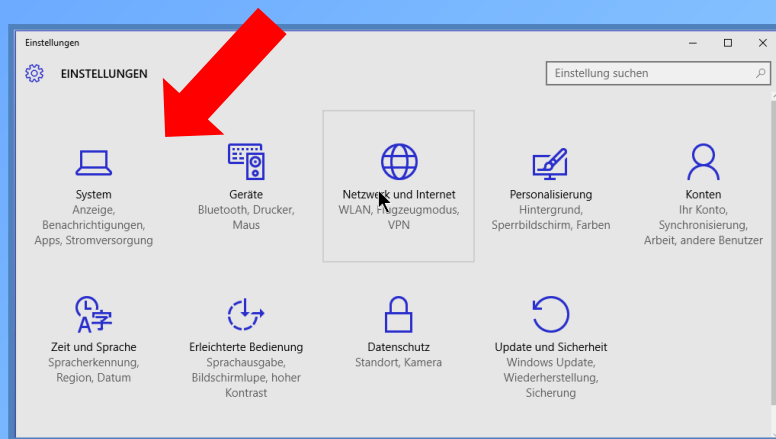 Einstellungen
EINSTELLUNGEN
Einstellung suchen
System
Anzeige,
Benachrichtigungen,
Apps, Stromversorgung
Geräte
Bluetooth, Drucker,
Maus
Netzwerk und Internet
WLAN, Flugzeugmodus,
VPN
Personalisierung
Hintergrund,
Sperrbildschirm, Farben
Konten
Ihr Konto,
Synchronisierung,
Arbeit, andere Benutzer
Zeit und Sprache
Spracherkennung,
Region, Datum
Erleichterte Bedienung
Sprachausgabe,
Bildschirmlupe, hoher
Kontrast
Datenschutz
Standort, Kamera
Update und Sicherheit
Windows Update,
Wiederherstellung,
Sicherung